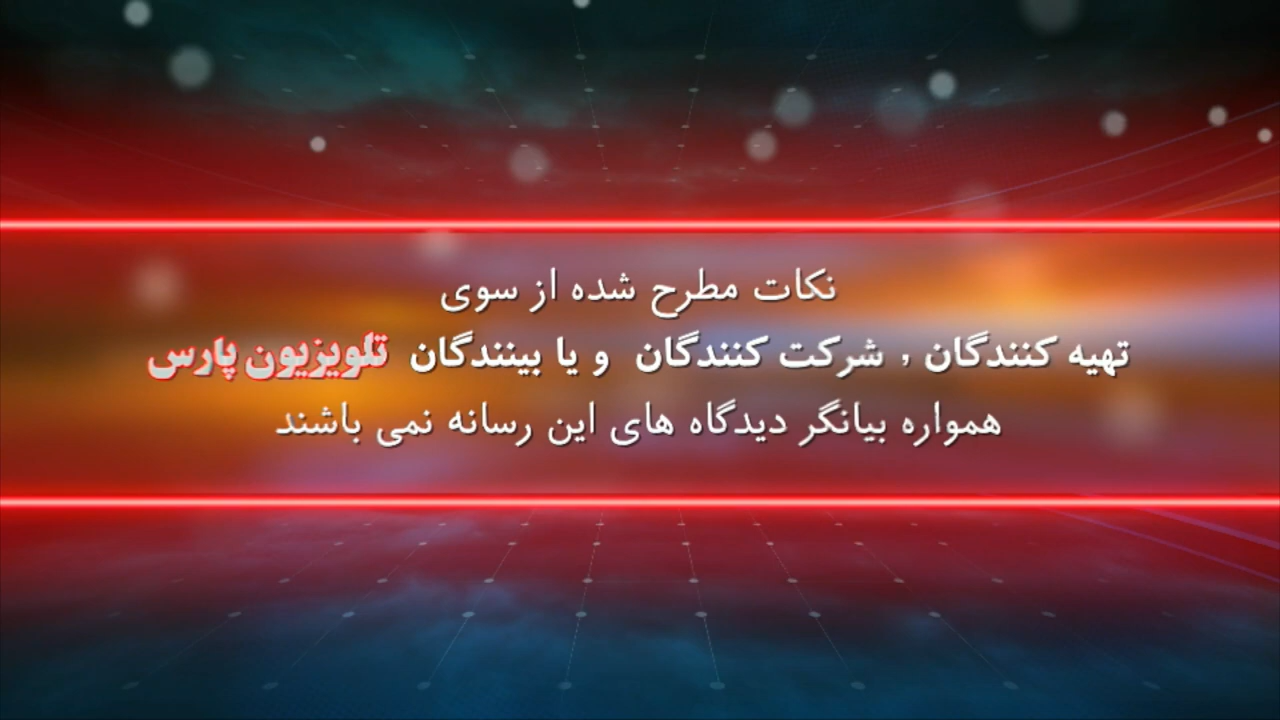 نکات مطرح شده از سوی
تهیه کنندگان , شرکت کنندگان و یا بینندگان تلویزیون پارس
همواره بیانگر دیدگاه های این رسانه نمی باشند